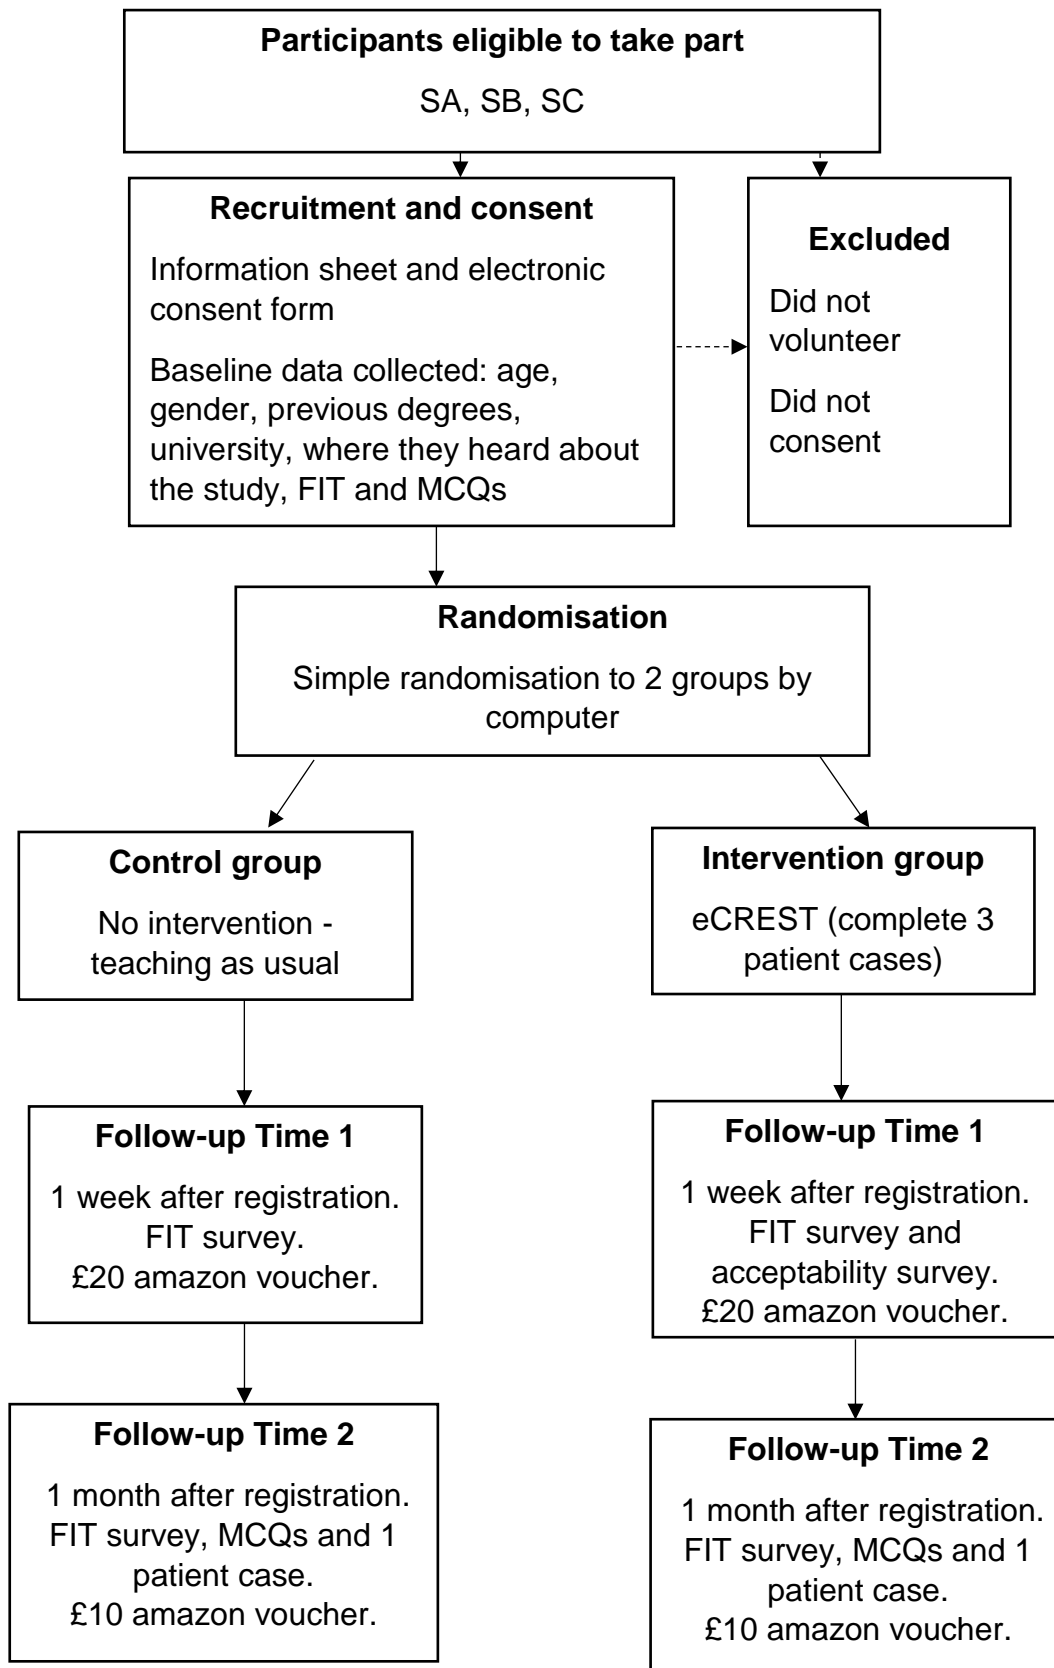 Participants eligible to take part
SA, SB, SC
Recruitment and consent
Information sheet and electronic
consent form
Baseline data collected: age,
gender, previous degrees,
university, where they heard about
the study, FIT and MCQs
Excluded
Did not
volunteer
Did not
consent
Randomisation
Simple randomisation to 2 groups by
computer
Control group
No intervention -
teaching as usual
Intervention group
eCREST (complete 3
patient cases)
Follow-up Time 1
1 week after registration.
FIT survey.
£20 amazon voucher.
Follow-up Time 1
1 week after registration.
FIT survey and
acceptability survey.
£20 amazon voucher.
Follow-up Time 2
1 month after registration.
FIT survey, MCQs and 1
patient case.
£10 amazon voucher.
Follow-up Time 2
1 month after registration.
FIT survey, MCQs and 1
patient case.
£10 amazon voucher.